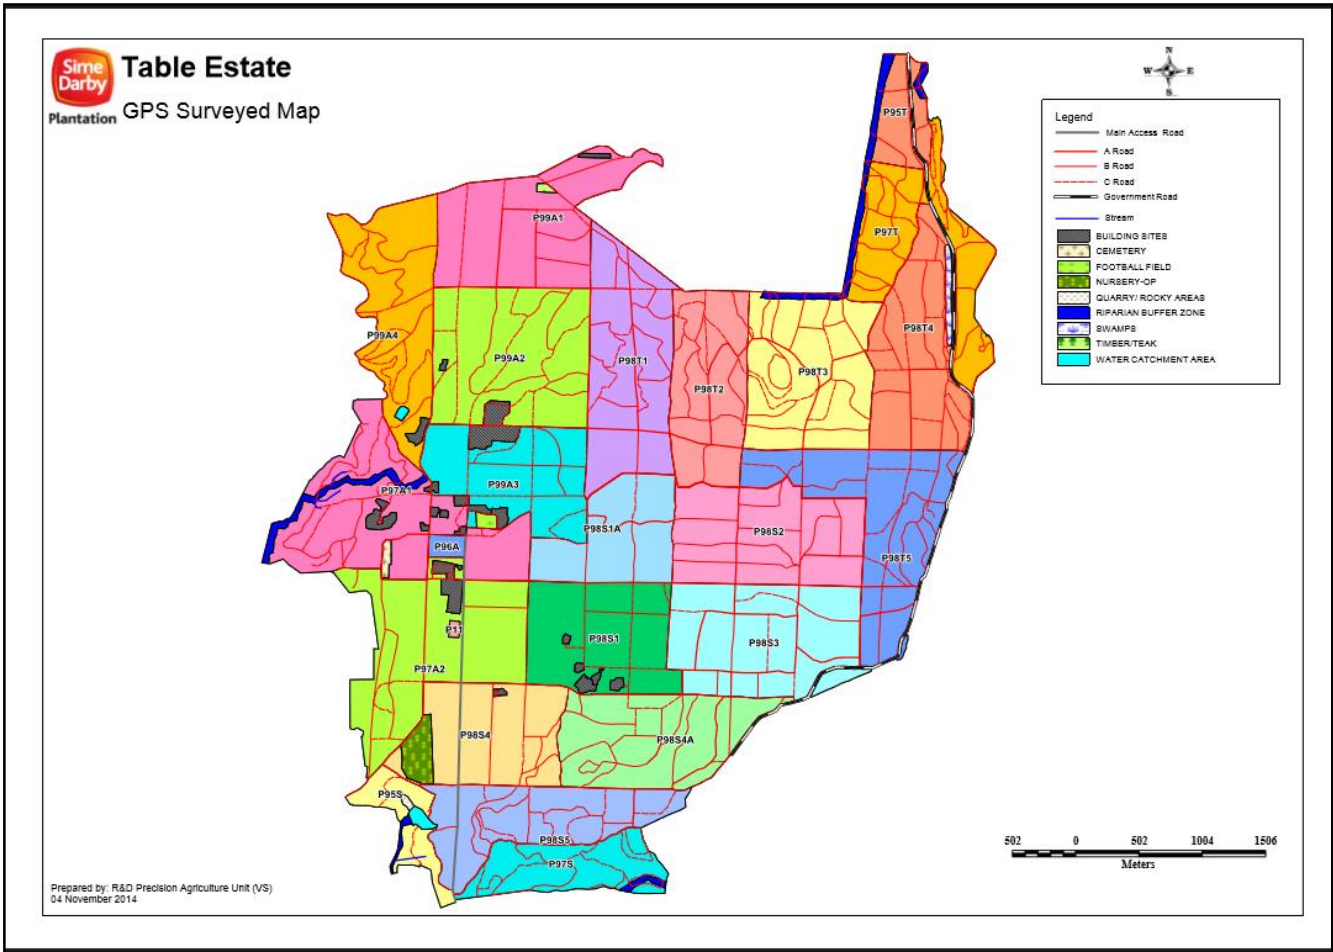 Sime
Darby
Plantation
Table Estate
GPS Surveyed Map
N
W E
S
Legend
Main Access Road
A Road
B Road
C Road
Government Road
Stream
BUILDING SITES
CEMETERY
FOOTBALL FIELD
NURSERY-OP
QUARRY/ ROCKY AREAS
RIPARIAN BUFFER ZONE
SWAMPS
TIMBER/TEAK
WATER CATCHMENT AREA
P95T
P99A1
P97T
P98T4
P99A4
P99A2
P98T1
P98T3
P98T2
P99A3
P97A1
P98S1A
P98S2
P96A
P98T5
P11
P98S1
P98S3
P97A2
P98S4
P98S4A
P95S
P98S5
P97S
502 0 502 1004 1506
Meters
Prepared by: R&D Precision Agriculture Unit (VS)
04 November 2014